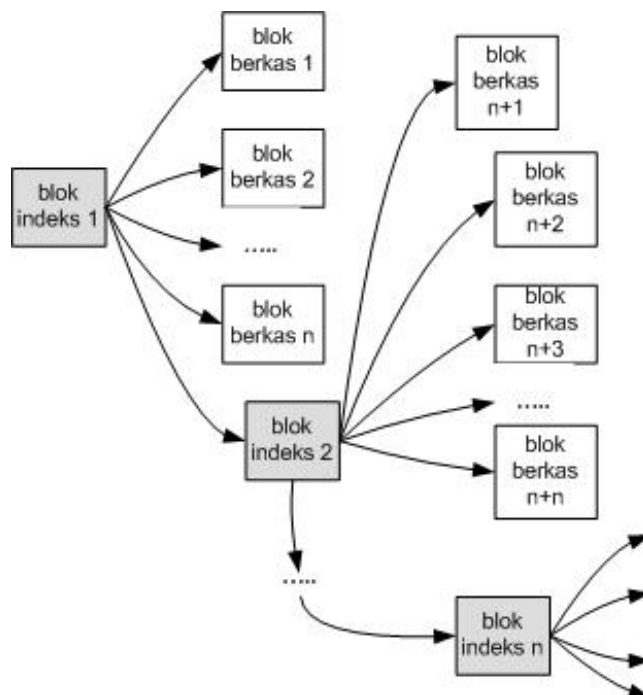 blok
berkas 1
blok
berkas 2
blok
indeks 1
.....
blok
berkas n
blok
indeks 2
blok
berkas
n+1
blok
berkas
n+2
blok
berkas
n+3
.....
blok
berkas
n+n
.....
blok
indeks n